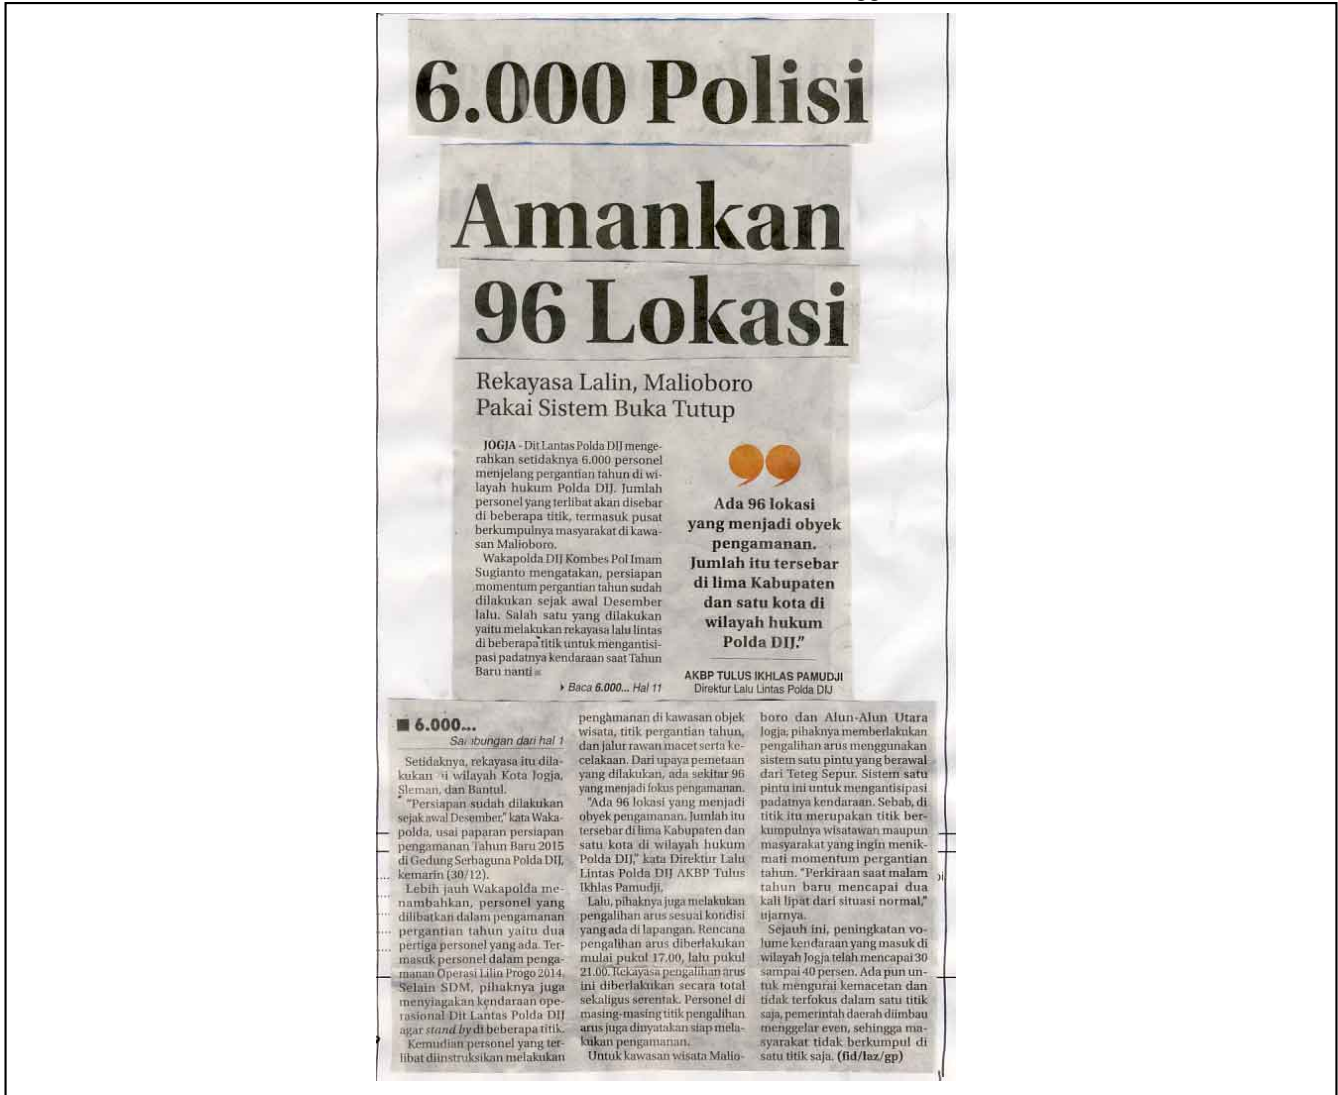 6.000 Polisi
Amankan
96 Lokasi
Rekayasa Lalin, Malioboro
Pakai Sistem Buka Tutup
JOGJA - Dit Lantas Polda DIJ menge-
rahkan setidaknya 6.000 personel
menjelang pergantian tahun di wi-
layah hukum Polda DIJ. Jumlah
personel yang terlibat akan disebar
di beberapa titik, termasuk pusat
berkumpulnya masyarakat di kawa-
san Malioboro.
Wakapolda DIJ Kombes Pol Imam
Sugianto mengatakan, persiapan
momentum pergantian tahun sudah
dilakukan sejak awal Desember
lalu. Salah satu yang dilakukan
yaitu melakukan rekayasa lalu lintas
di beberapa titik untuk mengantisi-
pasi padatnya kendaraan saat Tahun
Baru nanti
Baca 6.000... Hal 11
Ada 96 lokasi
yang menjadi obyek
pengamanan.
Jumlah itu tersebar
di lima Kabupaten
dan satu kota di
wilayah hukum
Polda DIJ."
AKBP TULUS IKHLAS PAMUDJI
Direktur Lalu Lintas Polda DIJ
6.000...
Sambungan dari hal 1
Setidaknya, rekayasa itu dila-
kukan di wilayah Kota Jogja,
Sleman, dan Bantul.
"Persiapan sudah dilakukan
sejak awal Desember," kata Waka-
polda, usai paparan persiapan
pengamanan Tahun Baru 2015
di Gedung Serbaguna Polda DIJ,
kemarin (30/12).
Lebih jauh Wakapolda me-
nambahkan, personel yang
dilibatkan dalam pengamanan
pergantian tahun yaitu dua
pertiga personel yang ada. Ter-
masuk personel dalam penga-
manan Operasi Lilin Progo 2014.
Selain SDM, pihaknya juga
menyiagakan kendaraan ope-
rasional Dit Lantas Polda DIJ
agar stand by di beberapa titik.
Kemudian personel yang ter-
libat diinstruksikan melakukan
pengamanan di kawasan objek
wisata, titik pergantian tahun,
dan jalur rawan macet serta ke-
celakaan. Dari upaya pemetaan
yang dilakukan, ada sekitar 96
yang menjadi fokus pengamanan.
"Ada 96 lokasi yang menjadi
obyek pengamanan. Jumlah itu
tersebar di lima Kabupaten dan
satu kota di wilayah hukum
Polda DIJ," kata Direktur Lalu
Lintas Polda DIJ AKBP Tulus
Ikhlas Pamudji.
Lalu, pihaknya juga melakukan
pengalihan arus sesuai kondisi
yang ada di lapangan. Rencana
pengalihan arus diberlakukan
mulai pukul 17.00, lalu pukul
21.00. Rekayasa pengalihan arus
ini diberlakukan secara total
sekaligus serentak. Personel di
masing-masing titik pengalihan
arus juga dinyatakan siap mela-
kukan pengamanan.
Untuk kawasan wisata Malio-
boro dan Alun-Alun Utara
Jogja, pihaknya memberlakukan
pengalihan arus menggunakan
sistem satu pintu yang berawal
dari Teteg Sepur. Sistem satu
pintu ini untuk mengantisipasi
padatnya kendaraan. Sebab, di
titik itu merupakan titik ber-
kumpulnya wisatawan maupun
masyarakat yang ingin menik-
mati momentum pergantian
tahun. "Perkiraan saat malam
tahun baru mencapai dua
kali lipat dari situasi normal,"
ujarnya.
Sejauh ini, peningkatan vo-
lume kendaraan yang masuk di
wilayah Jogja telah mencapai 30
sampai 40 persen. Ada pun un-
tuk mengurai kemacetan dan
tidak terfokus dalam satu titik
saja, pemerintah daerah diimbau
menggelar even, sehingga ma-
syarakat tidak berkumpul di
satu titik saja. (fid/laz/gp)